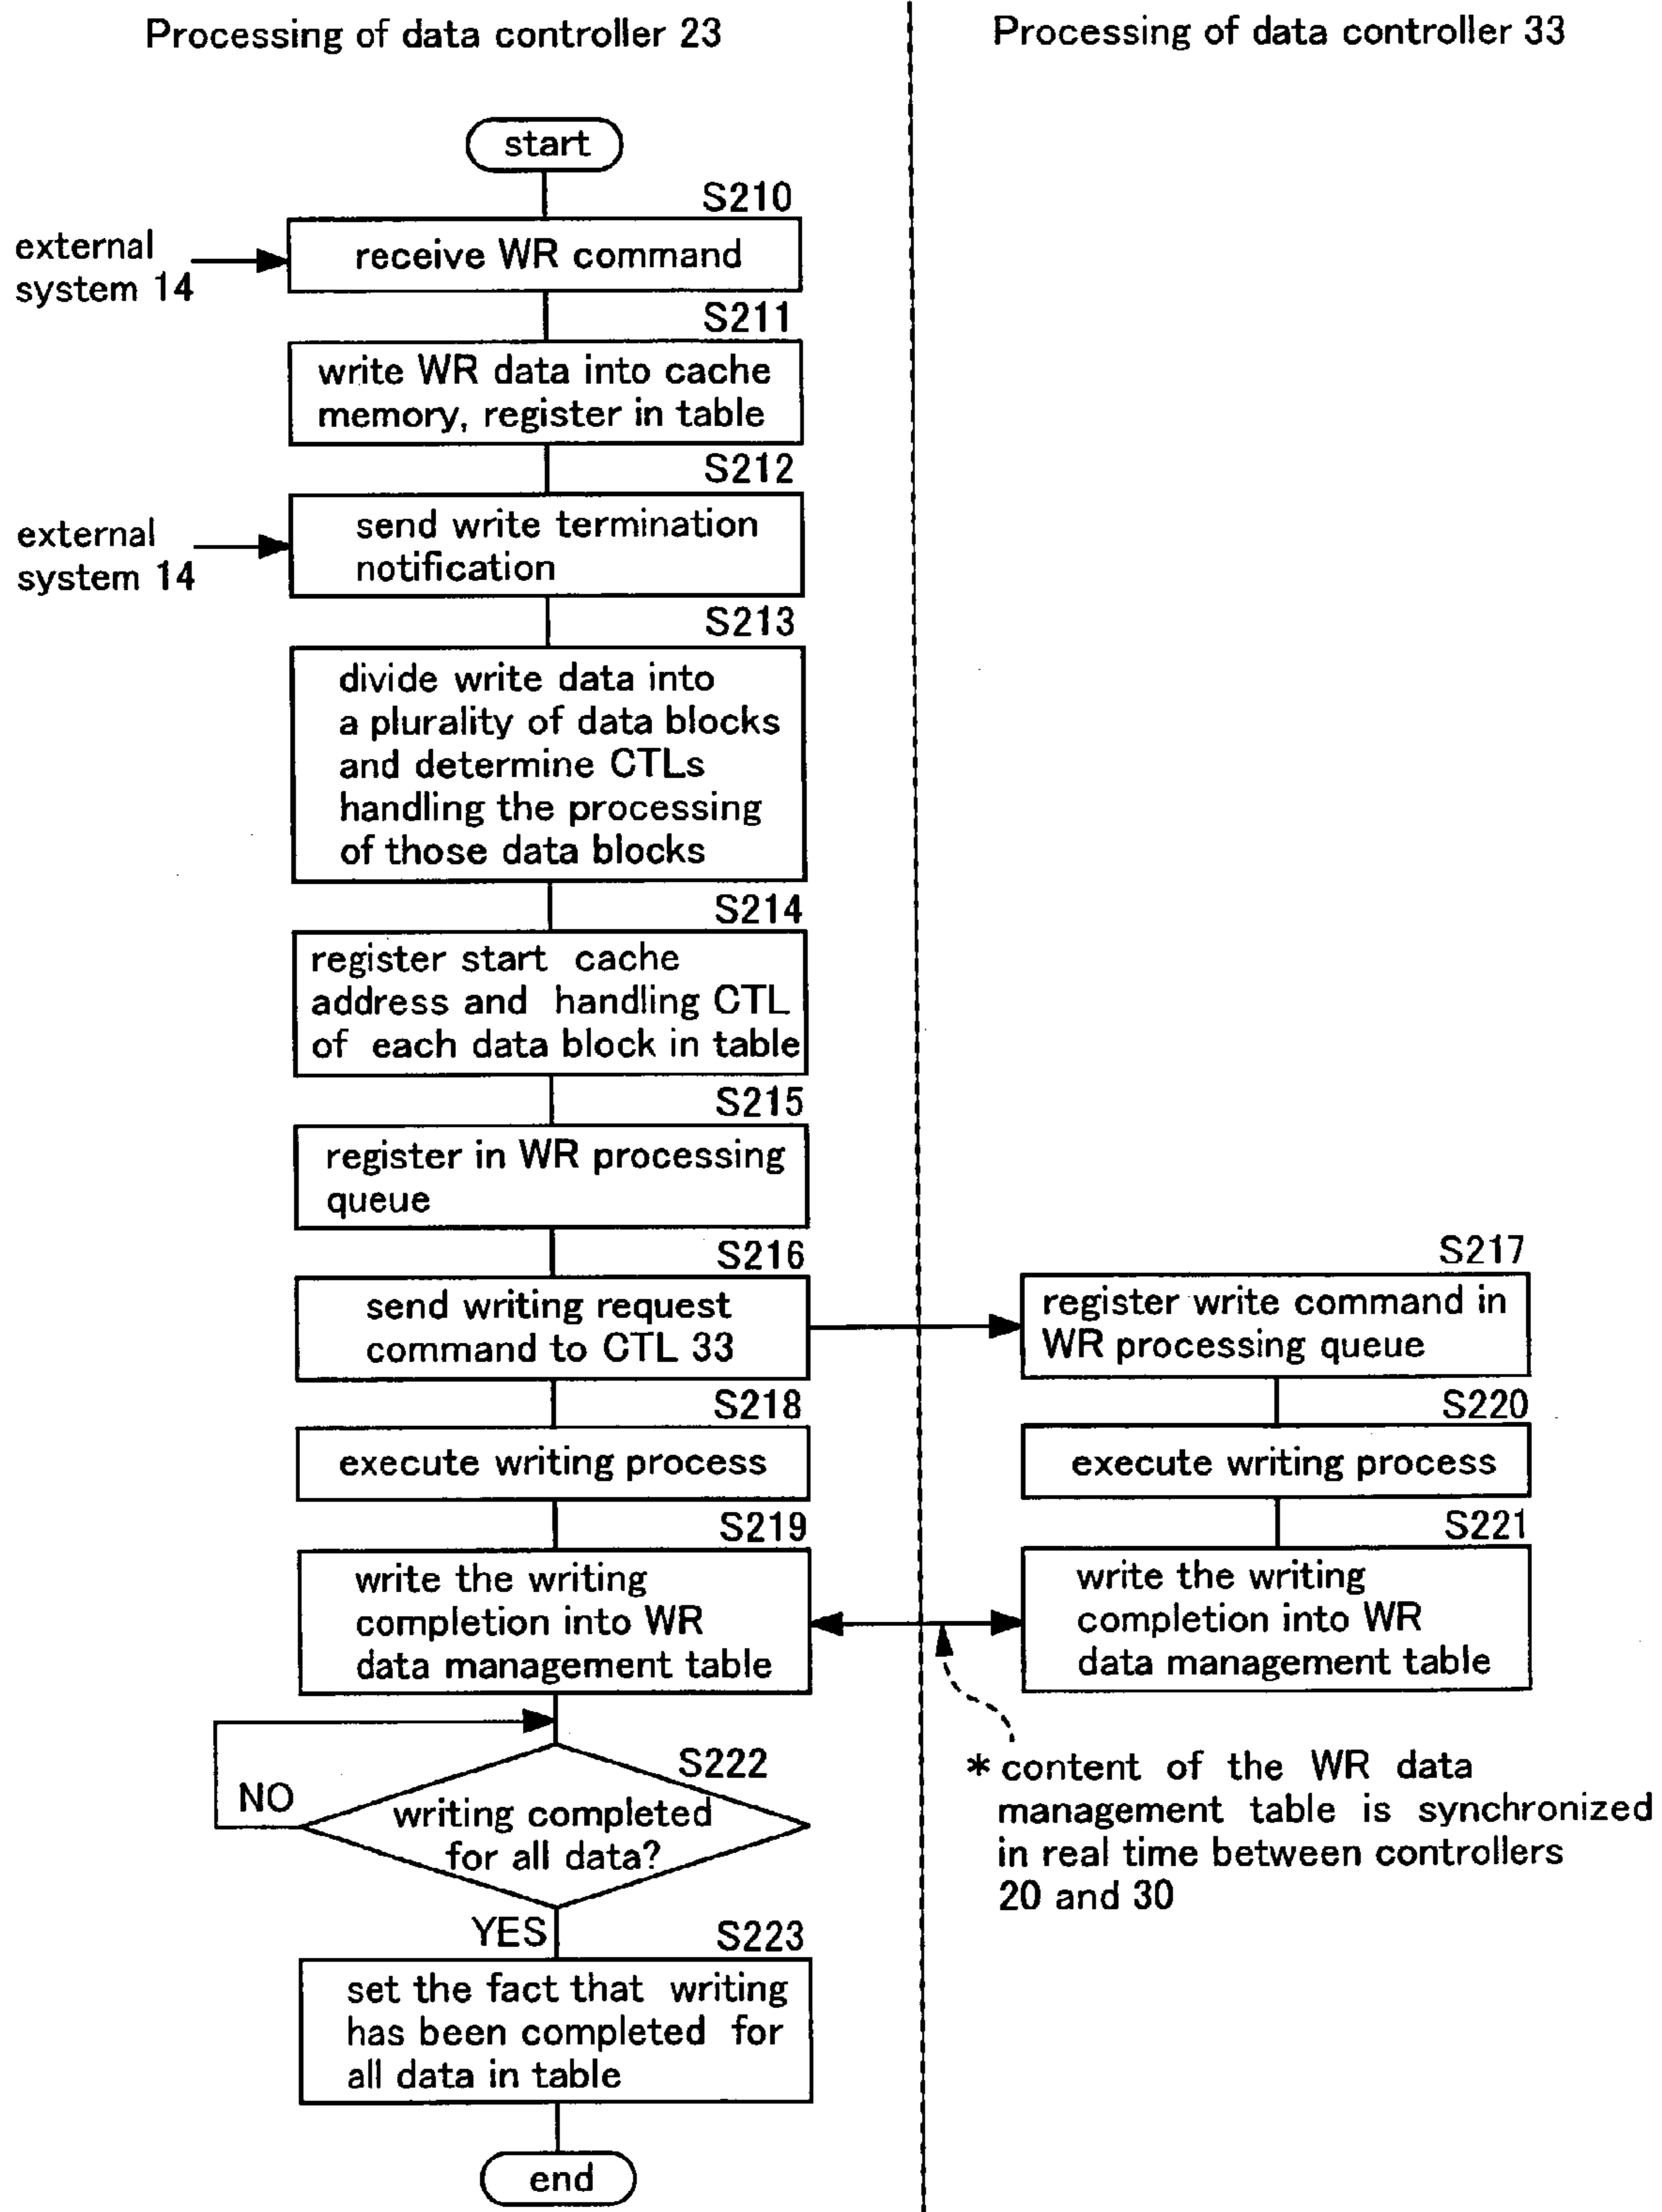 Processing of data controller 23
Processing of data controller 33
start
S210
external
system 14
receive WR command
S211
write WR data into cache
memory, register in table
S212
external
system 14
send write termination
notification
S213
divide write data into
a plurality of data blocks
and determine CTLs
handling the processing
of those data blocks
S214
register start cache
address and handling CTL
of each data block in table
S215
register in WR processing
queue
S216
send writing request
command to CTL 33
S217
register write command in
WR processing queue
S218
execute writing process
S220
execute writing process
S219
write the writing
completion into WR
data management table
S221
write the writing
completion into WR
data management table
* content of the WR data
management table is synchronized
in real time between controllers
20 and 30
S222
NO
writing completed
for all data?
YES
S223
set the fact that writing
has been completed for
all data in table
end